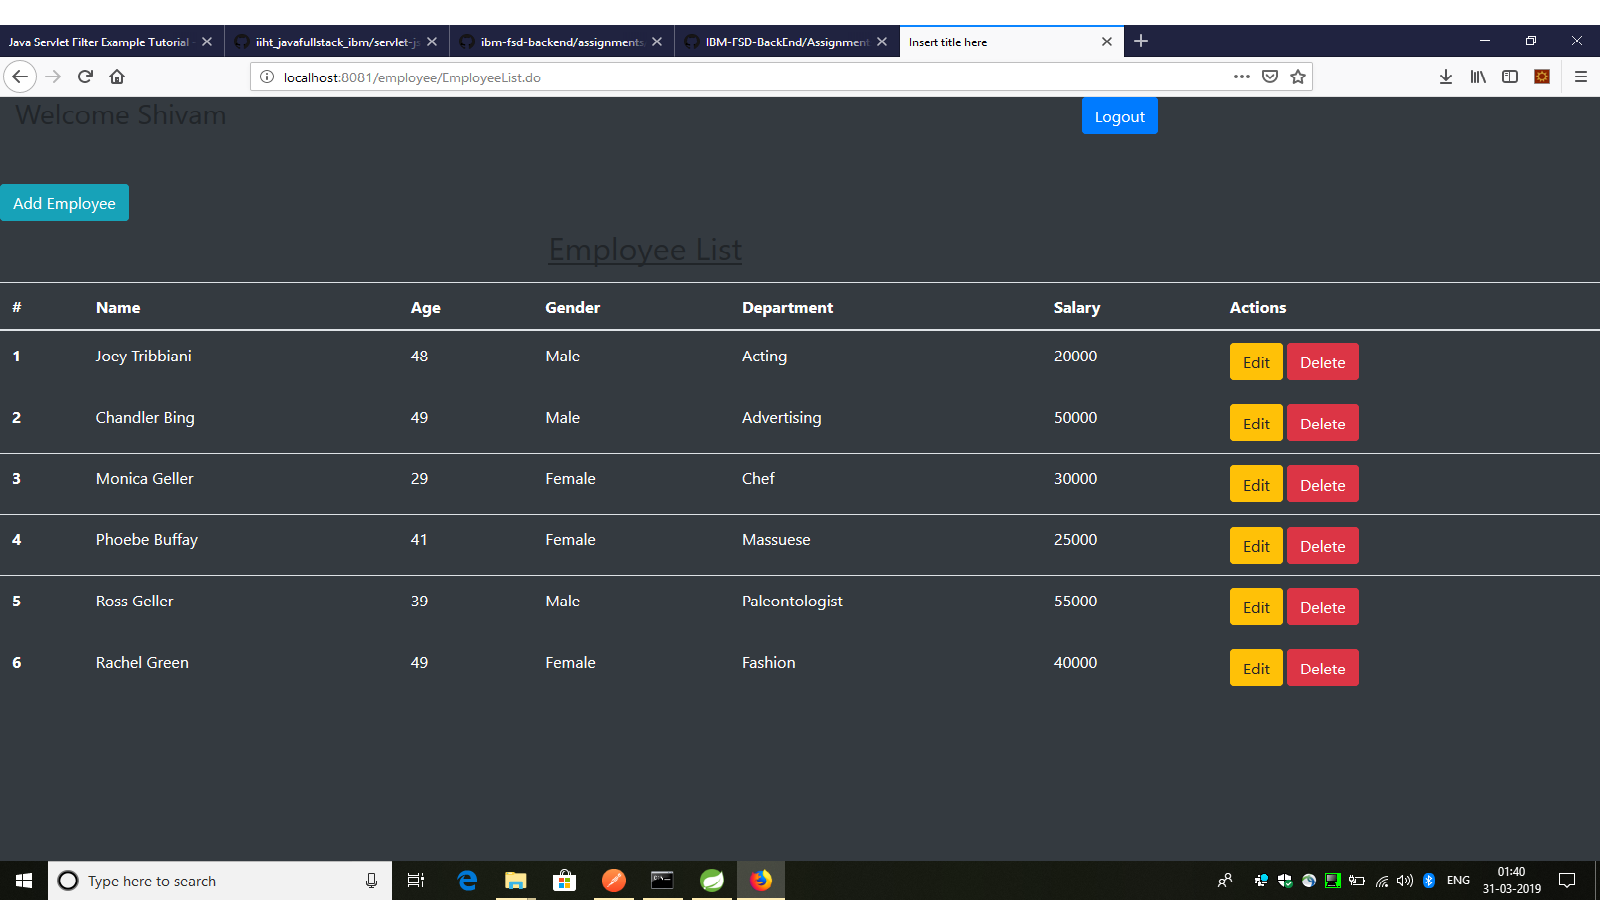 Java Servlet Filter Example Tutorial
iiht_javafullstack_ibm/servlet-js
ibm-fsd-backend/assignments
IBM-FSD-BackEnd/Assignment
Insert title here
localhost:8081/employee/EmployeeList.do
Welcome Shivam
Logout
Add Employee
Employee List
# Name Age Gender Department Salary Actions
1 Joey Tribbiani 48 Male Acting 20000 Edit Delete
2 Chandler Bing 49 Male Advertising 50000 Edit Delete
3 Monica Geller 29 Female Chef 30000 Edit Delete
4 Phoebe Buffay 41 Female Massuese 25000 Edit Delete
5 Ross Geller 39 Male Paleontologist 55000 Edit Delete
6 Rachel Green 49 Female Fashion 40000 Edit Delete
Type here to search
ENG
01:40
31-03-2019